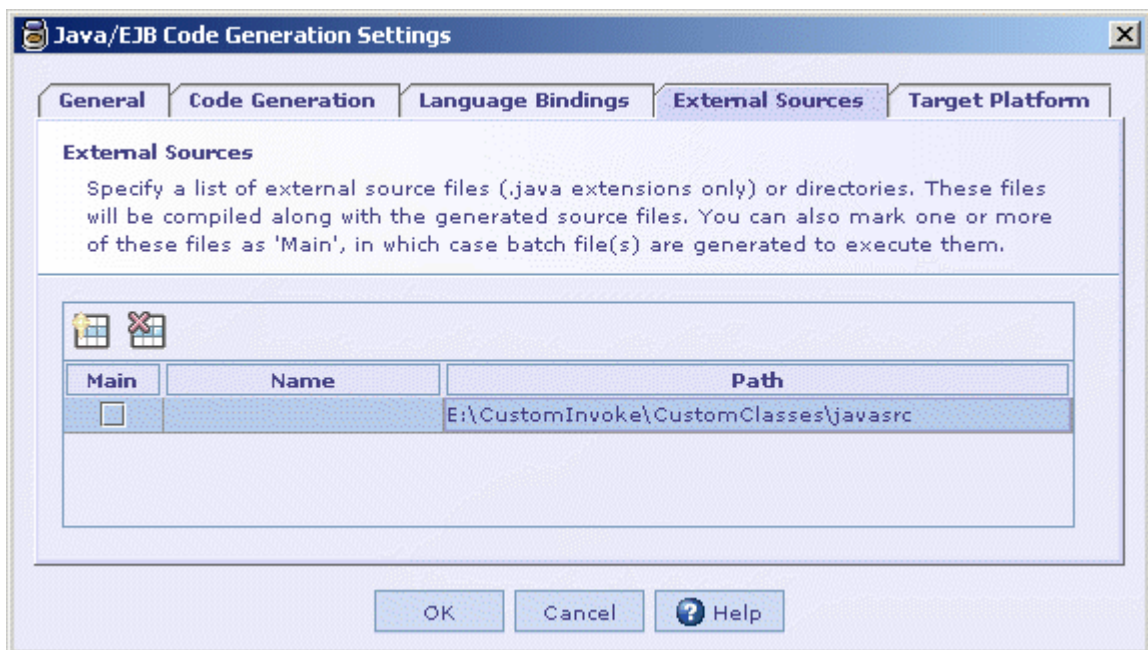 Java/EJB Code Generation Settings
General Code Generation Language Bindings External Sources Target Platform
External Sources
Specify a list of external source files (.java extensions only) or directories. These files
will be compiled along with the generated source files. You can also mark one or more
of these files as 'Main', in which case batch file(s) are generated to execute them.
Main Name Path
E:\CustomInvoke\CustomClasses\javasrc
OK Cancel ? Help